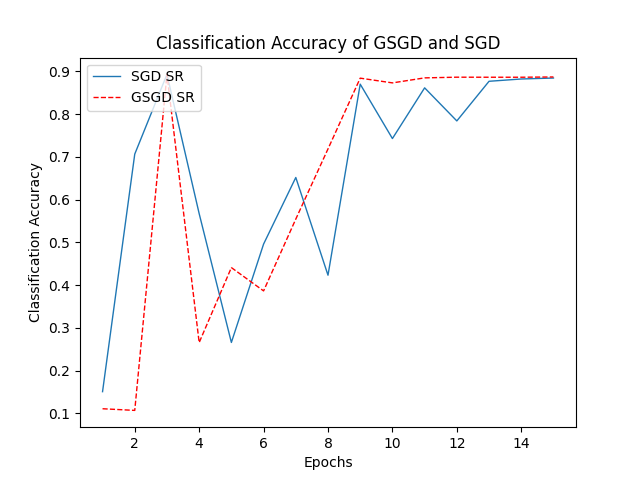 Classification Accuracy of GSGD and SGD
SGD SR
GSGD SR
Classification Accuracy
0.9
0.8
0.7
0.6
0.5
0.4
0.3
0.2
0.1
2 4 6 8 10 12 14
Epochs